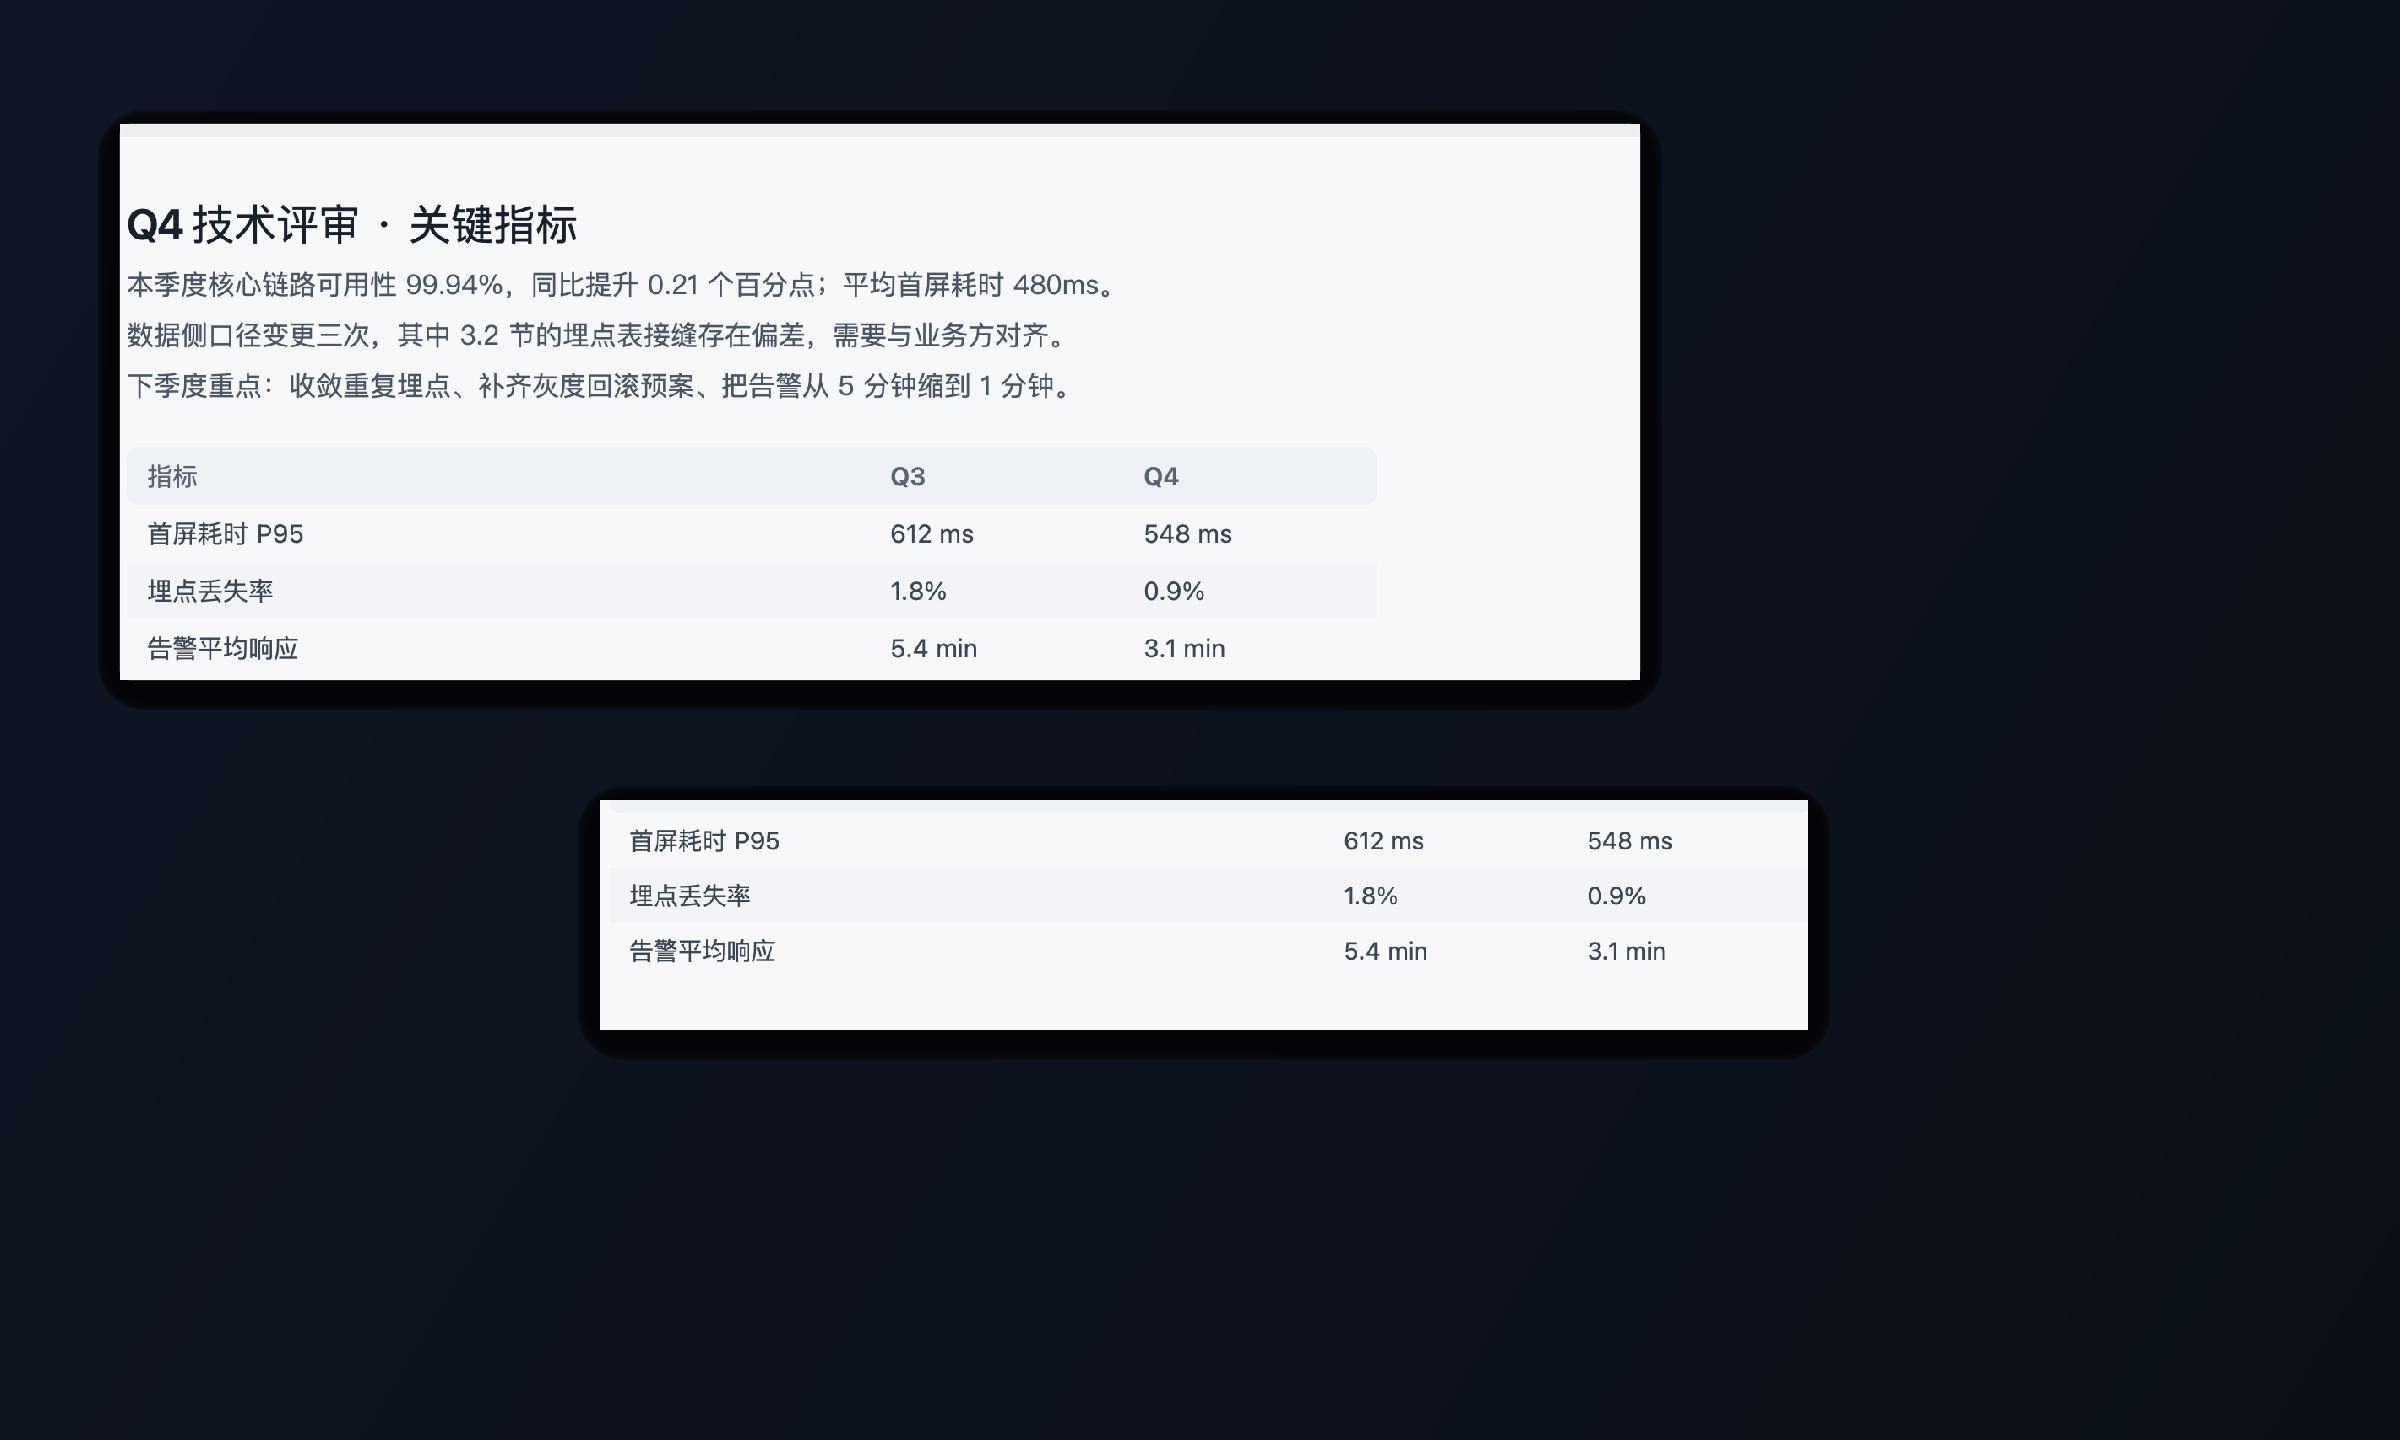 Q4 技术评审 · 关键指标
本季度核心链路可用性 99.94%，同比提升 0.21 个百分点；平均首屏耗时 480ms。
数据侧口径变更三次，其中 3.2 节的埋点表接缝存在偏差，需要与业务方对齐。
下季度重点：收敛重复埋点、补齐灰度回滚预案、把告警从 5 分钟缩到 1 分钟。
指标 Q3 Q4
首屏耗时 P95 612 ms 548 ms
埋点丢失率 1.8% 0.9%
告警平均响应 5.4 min 3.1 min
首屏耗时 P95 612 ms 548 ms
埋点丢失率 1.8% 0.9%
告警平均响应 5.4 min 3.1 min